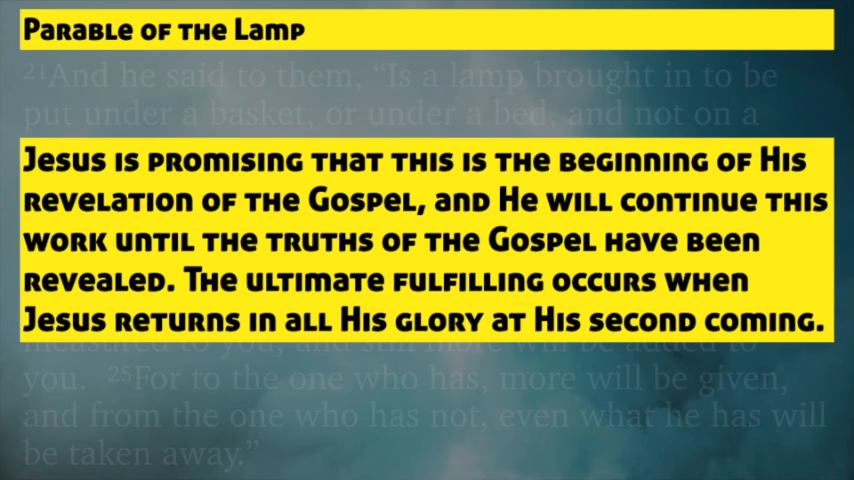 Parable of the Lamp
21And he said to them, “Is a lamp brought in to be
put under a basket, or under a bed, and not on a
Jesus is promising that this is the beginning of His
revelation of the Gospel, and He will continue this
work until the truths of the Gospel have been
revealed. The ultimate fulfilling occurs when
Jesus returns in all His glory at His second coming.
measured to you, and still more will be added to
you. 25For to the one who has, more will be given,
and from the one who has not, even what he has will
be taken away.”